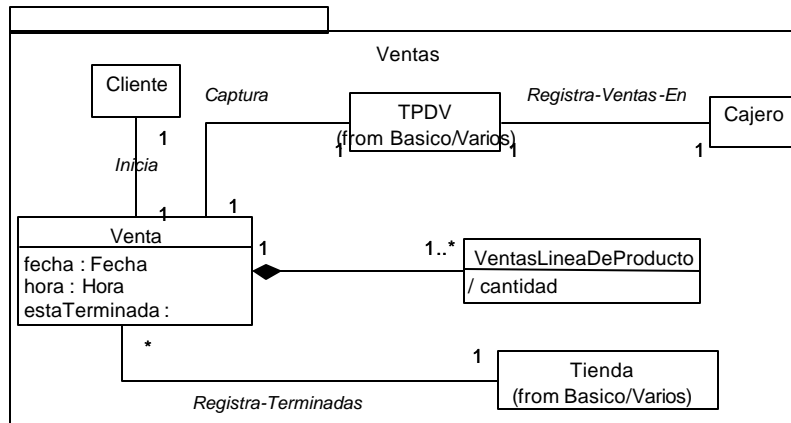 Ventas
Cliente
Captura
TPDV
(from Basico/Varios)
Registra-Ventas-En
Cajero
1
Inicia
1
1
1
1
1
Venta
fecha : Fecha
hora : Hora
estaTerminada :
1
1..*
VentasLineaDeProducto
/ cantidad
*
1
Tienda
(from Basico/Varios)
Registra-Terminadas